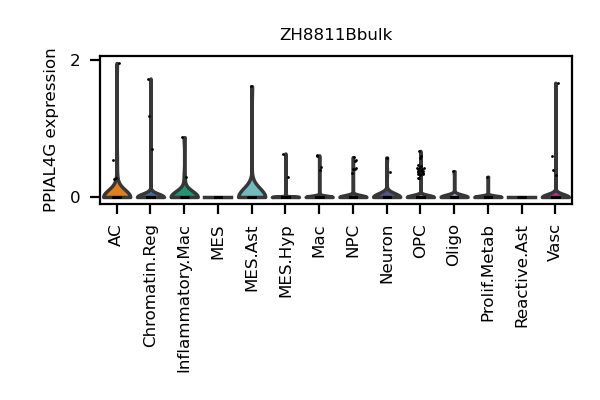 ZH8811Bbulk
PPIAL4G expression
2
0
AC
Chromatin.Reg
Inflammatory.Mac
MES
MES.Ast
MES.Hyp
Mac
NPC
Neuron
OPC
Oligo
Prolif.Metab
Reactive.Ast
Vasc